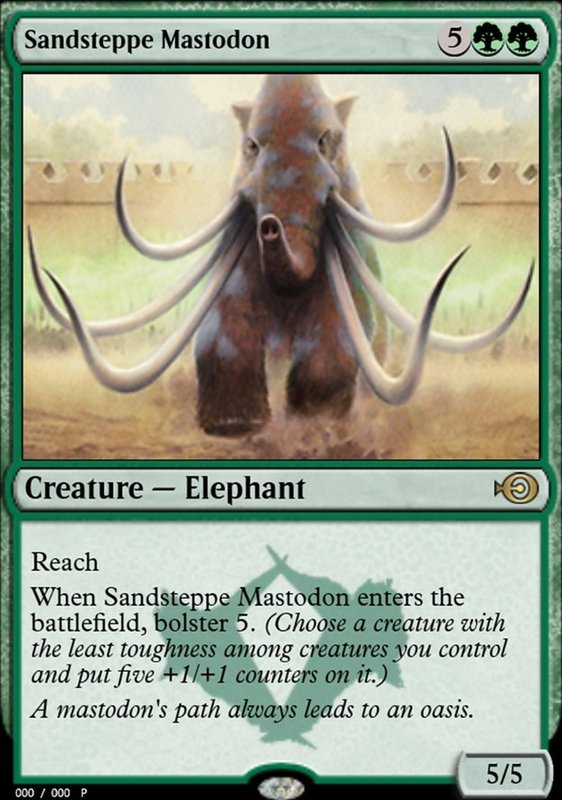 Sandsteppe Mastodon 5
Creature — Elephant
Reach
When Sandsteppe Mastodon enters the
battlefield, bolster 5. (Choose a creature with
the least toughness among creatures you control
and put five +1/+1 counters on it.)
A mastodon's path always leads to an oasis.
5/5
000 / 000 P